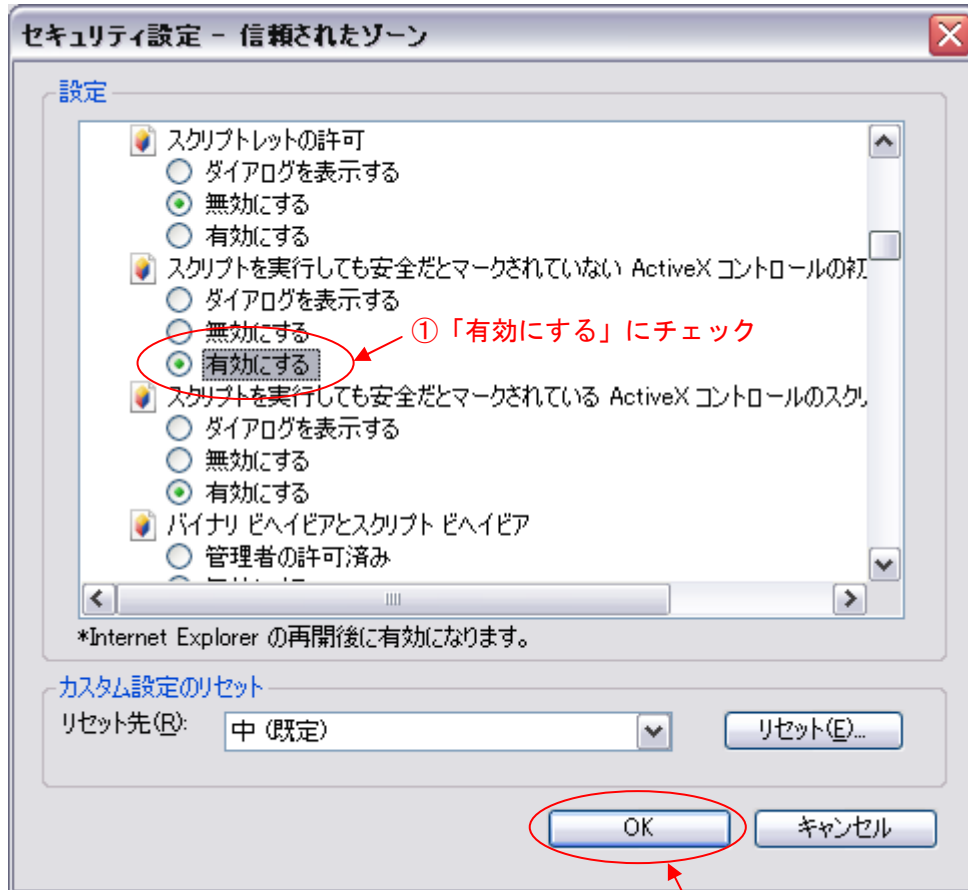 セキュリティ設定 - 信頼されたゾーン
設定
スクリプトレットの許可
ダイアログを表示する
無効にする
有効にする
スクリプトを実行しても安全だとマークされていない ActiveX コントロールの初
ダイアログを表示する
無効にする
①「有効にする」にチェック
有効にする
スクリプトを実行しても安全だとマークされている ActiveX コントロールのスクリ
ダイアログを表示する
無効にする
有効にする
バイナリ ビヘイビアとスクリプト ビヘイビア
管理者の許可済み
*Internet Explorer の再開後に有効になります。
カスタム設定のリセット
リセット先(R):
中 (既定)
リセット(E)...
OK
キャンセル